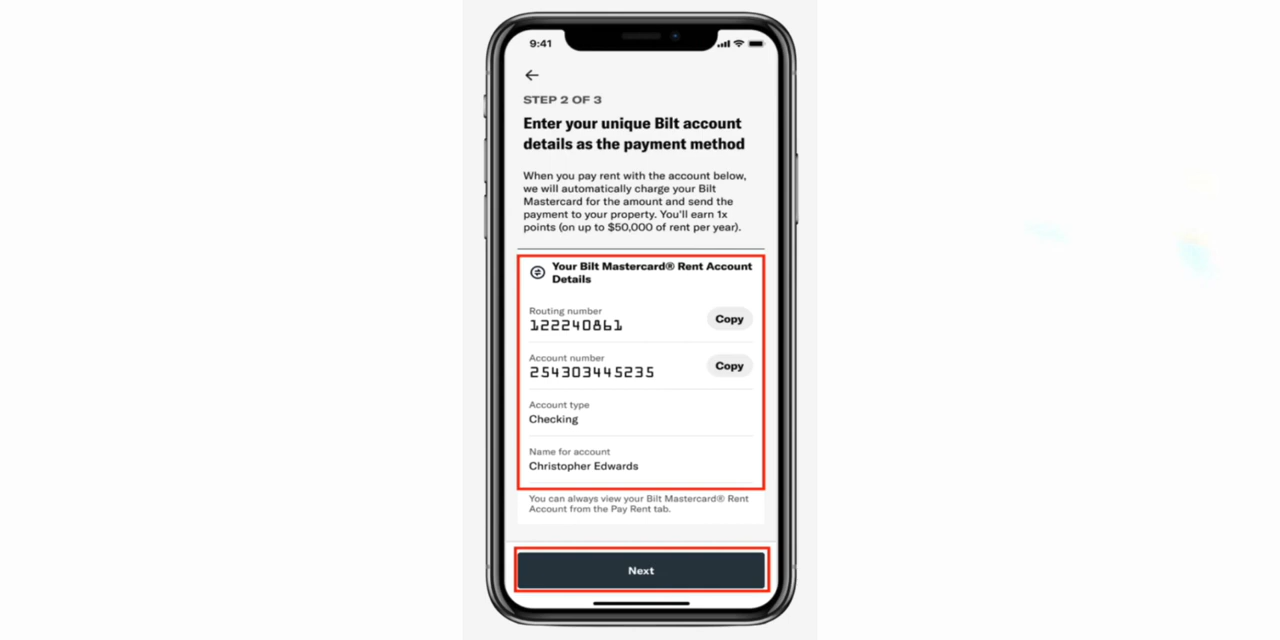 9:41
STEP 2 OF 3
Enter your unique Bilt account
details as the payment method
When you pay rent with the account below,
we will automatically charge your Bilt
Mastercard for the amount and send the
payment to your property. You'll earn 1x
points (on up to $50,000 of rent per year).
Your Bilt Mastercard® Rent Account
Details
Routing number
122240861
Copy
Account number
254303445235
Copy
Account type
Checking
Name for account
Christopher Edwards
You can always view your Bilt Mastercard® Rent
Account from the Pay Rent tab.
Next